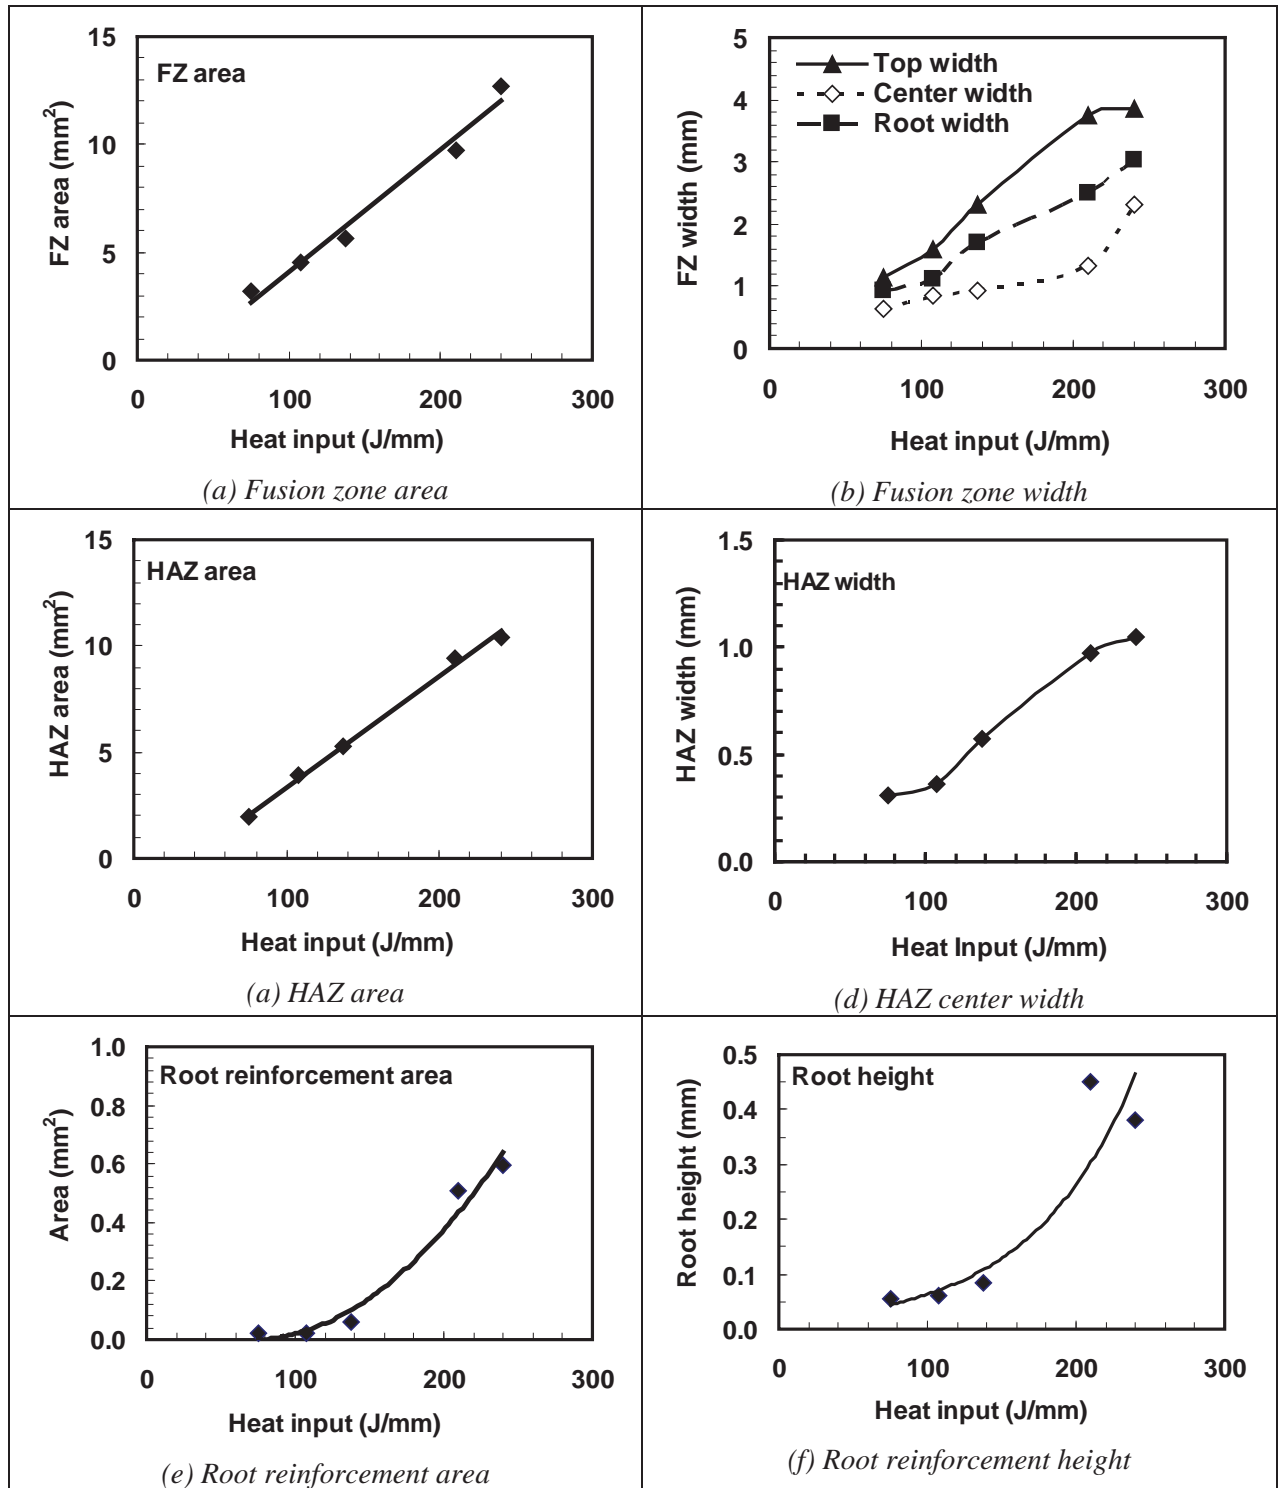 15
FZ area
10
5
0
FZ area (mm²)
0 100 200 300
Heat input (J/mm)
(a) Fusion zone area
5
Top width
Center width
Root width
4
3
2
1
0
FZ width (mm)
0 100 200 300
Heat input (J/mm)
(b) Fusion zone width
15
HAZ area
10
5
0
HAZ area (mm²)
0 100 200 300
Heat input (J/mm)
(a) HAZ area
1.5
HAZ width
1.0
0.5
0.0
HAZ width (mm)
0 100 200 300
Heat Input (J/mm)
(d) HAZ center width
1.0
Root reinforcement area
0.8
0.6
0.4
0.2
0.0
Area (mm²)
0 100 200 300
Heat input (J/mm)
(e) Root reinforcement area
0.5
Root height
0.4
0.3
0.2
0.1
0.0
Root height (mm)
0 100 200 300
Heat input (J/mm)
(f) Root reinforcement height